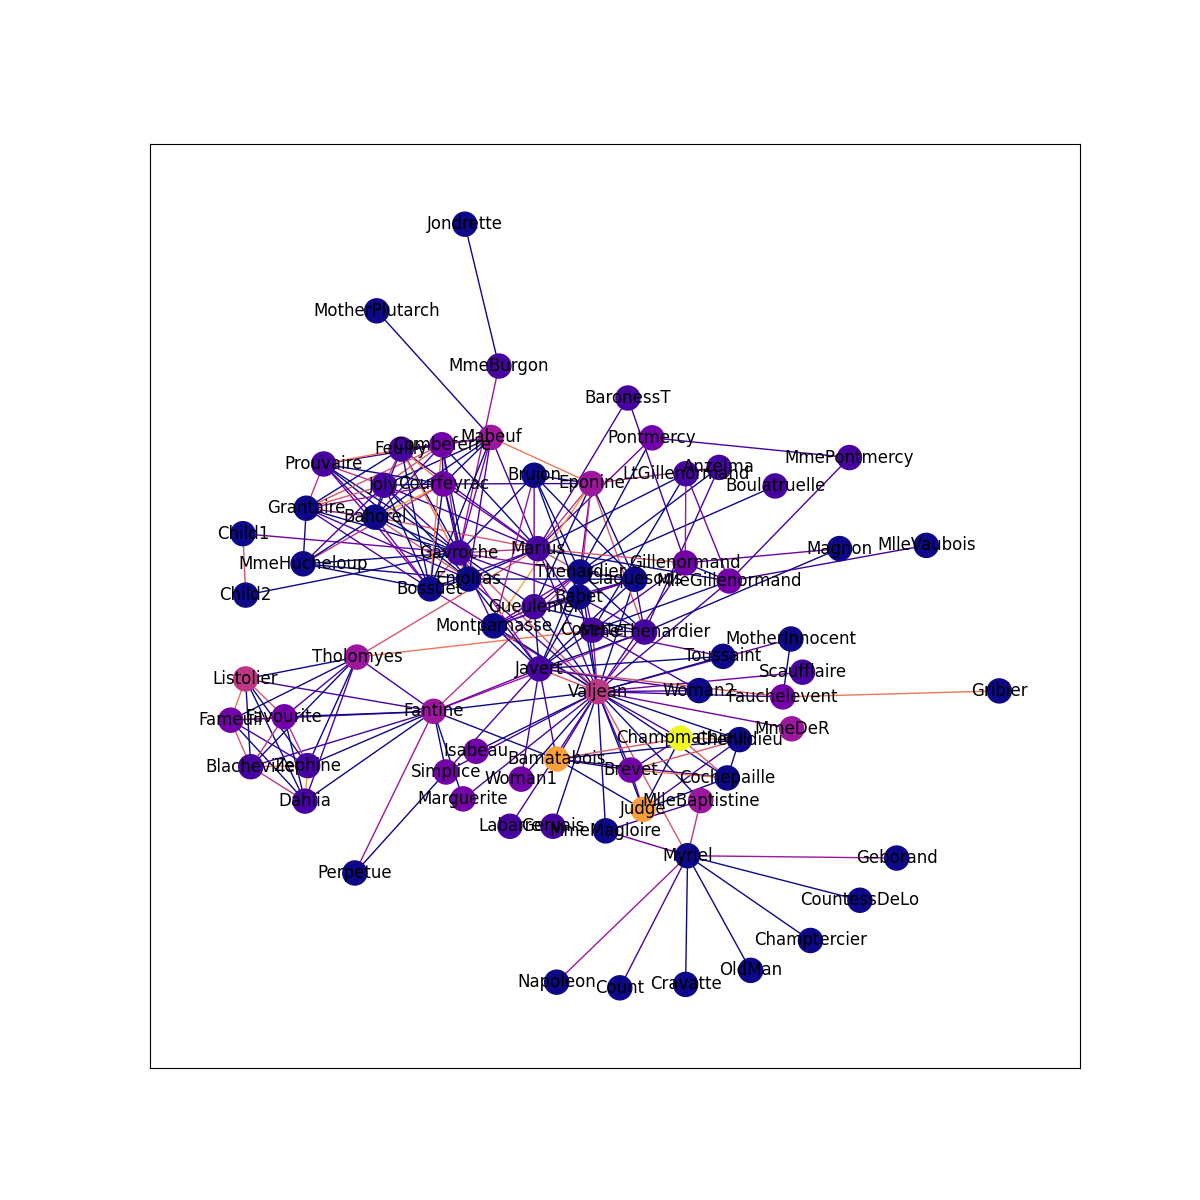 Jondrette
MotherPlutarch
MmeBurgon
BaronessT
Mabeuf
Pontmercy
Feuilly
Combeferre
MmePontmercy
Prouvaire
Anzelma
LtGillenormand
Brujon
Eponine
Joly
Courfeyrac
Boulatruelle
Grantaire
Bahorel
Child1
MlleVaubois
Magnon
Marius
Gavroche
MmeHucheloup
Gillenormand
Thenardier
Enjolras
Claquesous
MlleGillenormand
Bossuet
Child2
Babet
Gueulemer
Montparnasse
Cosette
MmeThenardier
MotherInnocent
Tholomyes
Toussaint
Javert
Scaufflaire
Listolier
Valjean
Woman2
Fauchelevent
Gribier
Fantine
Fameuil
Favourite
MmeDeR
Champmathieu
Chenildieu
Isabeau
Bamatabois
Blacheville
Zephine
Simplice
Brevet
Woman1
Cochepaille
Marguerite
Dahlia
MlleBaptistine
Judge
Labarre
Gervais
MmeMagloire
Myriel
Geborand
Perpetue
CountessDeLo
Champtercier
OldMan
Napoleon
Cravatte
Count